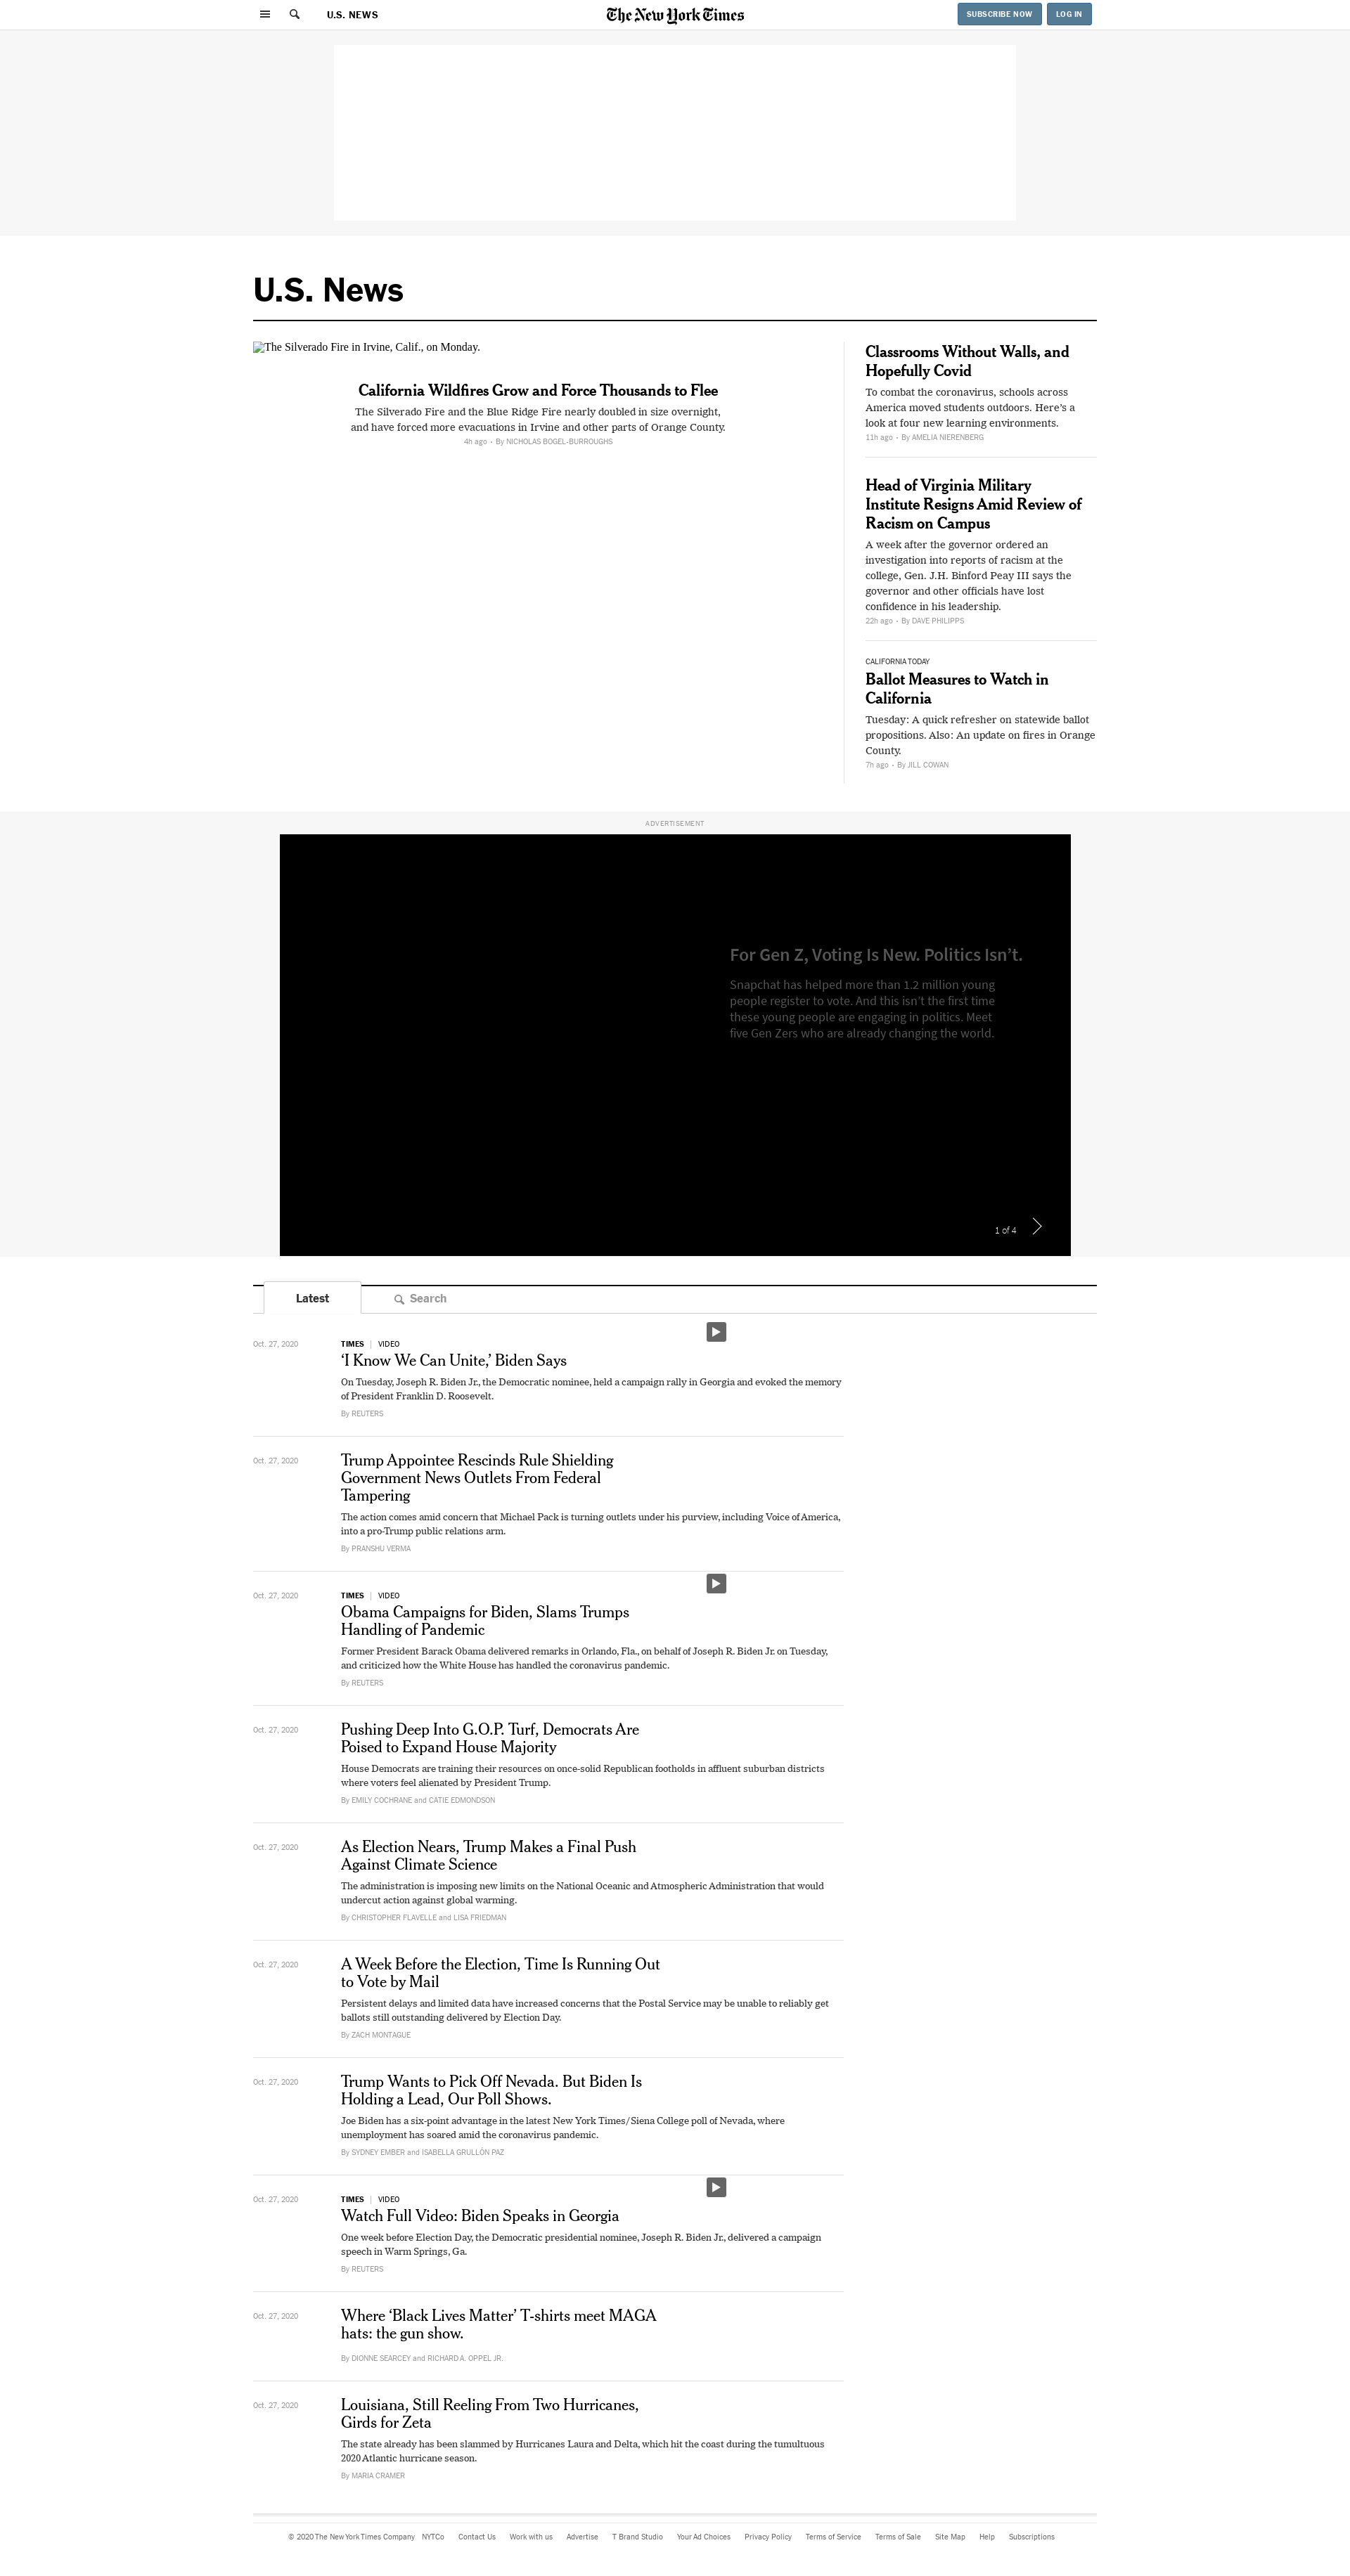 U.S. NEWS
The New York Times
SUBSCRIBE NOW
LOG IN
U.S. News
The Silverado Fire in Irvine, Calif., on Monday.
California Wildfires Grow and Force Thousands to Flee
The Silverado Fire and the Blue Ridge Fire nearly doubled in size overnight,
and have forced more evacuations in Irvine and other parts of Orange County.
4h ago - By NICHOLAS BOGEL-BURROUGHS
Classrooms Without Walls, and
Hopefully Covid
To combat the coronavirus, schools across
America moved students outdoors. Here’s a
look at four new learning environments.
11h ago - By AMELIA NIERENBERG
Head of Virginia Military
Institute Resigns Amid Review of
Racism on Campus
A week after the governor ordered an
investigation into reports of racism at the
college, Gen. J.H. Binford Peay III says the
governor and other officials have lost
confidence in his leadership.
22h ago - By DAVE PHILIPPS
CALIFORNIA TODAY
Ballot Measures to Watch in
California
Tuesday: A quick refresher on statewide ballot
propositions. Also: An update on fires in Orange
County.
7h ago - By JILL COWAN
ADVERTISEMENT
For Gen Z, Voting Is New. Politics Isn’t.
Snapchat has helped more than 1.2 million young
people register to vote. And this isn’t the first time
these young people are engaging in politics. Meet
five Gen Zers who are already changing the world.
1 of 4
Latest
Search
Oct. 27, 2020
TIMES | VIDEO
‘I Know We Can Unite,’ Biden Says
On Tuesday, Joseph R. Biden Jr., the Democratic nominee, held a campaign rally in Georgia and evoked the memory
of President Franklin D. Roosevelt.
By REUTERS
Oct. 27, 2020
Trump Appointee Rescinds Rule Shielding
Government News Outlets From Federal
Tampering
The action comes amid concern that Michael Pack is turning outlets under his purview, including Voice of America,
into a pro-Trump public relations arm.
By PRANSHU VERMA
Oct. 27, 2020
TIMES | VIDEO
Obama Campaigns for Biden, Slams Trumps
Handling of Pandemic
Former President Barack Obama delivered remarks in Orlando, Fla., on behalf of Joseph R. Biden Jr. on Tuesday,
and criticized how the White House has handled the coronavirus pandemic.
By REUTERS
Oct. 27, 2020
Pushing Deep Into G.O.P. Turf, Democrats Are
Poised to Expand House Majority
House Democrats are training their resources on once-solid Republican footholds in affluent suburban districts
where voters feel alienated by President Trump.
By EMILY COCHRANE and CATIE EDMONDSON
Oct. 27, 2020
As Election Nears, Trump Makes a Final Push
Against Climate Science
The administration is imposing new limits on the National Oceanic and Atmospheric Administration that would
undercut action against global warming.
By CHRISTOPHER FLAVELLE and LISA FRIEDMAN
Oct. 27, 2020
A Week Before the Election, Time Is Running Out
to Vote by Mail
Persistent delays and limited data have increased concerns that the Postal Service may be unable to reliably get
ballots still outstanding delivered by Election Day.
By ZACH MONTAGUE
Oct. 27, 2020
Trump Wants to Pick Off Nevada. But Biden Is
Holding a Lead, Our Poll Shows.
Joe Biden has a six-point advantage in the latest New York Times/Siena College poll of Nevada, where
unemployment has soared amid the coronavirus pandemic.
By SYDNEY EMBER and ISABELLA GRULLÓN PAZ
Oct. 27, 2020
TIMES | VIDEO
Watch Full Video: Biden Speaks in Georgia
One week before Election Day, the Democratic presidential nominee, Joseph R. Biden Jr., delivered a campaign
speech in Warm Springs, Ga.
By REUTERS
Oct. 27, 2020
Where ‘Black Lives Matter’ T-shirts meet MAGA
hats: the gun show.
By DIONNE SEARCEY and RICHARD A. OPPEL JR.
Oct. 27, 2020
Louisiana, Still Reeling From Two Hurricanes,
Girds for Zeta
The state already has been slammed by Hurricanes Laura and Delta, which hit the coast during the tumultuous
2020 Atlantic hurricane season.
By MARIA CRAMER
© 2020 The New York Times Company NYTCo Contact Us Work with us Advertise T Brand Studio Your Ad Choices Privacy Policy Terms of Service Terms of Sale Site Map Help Subscriptions